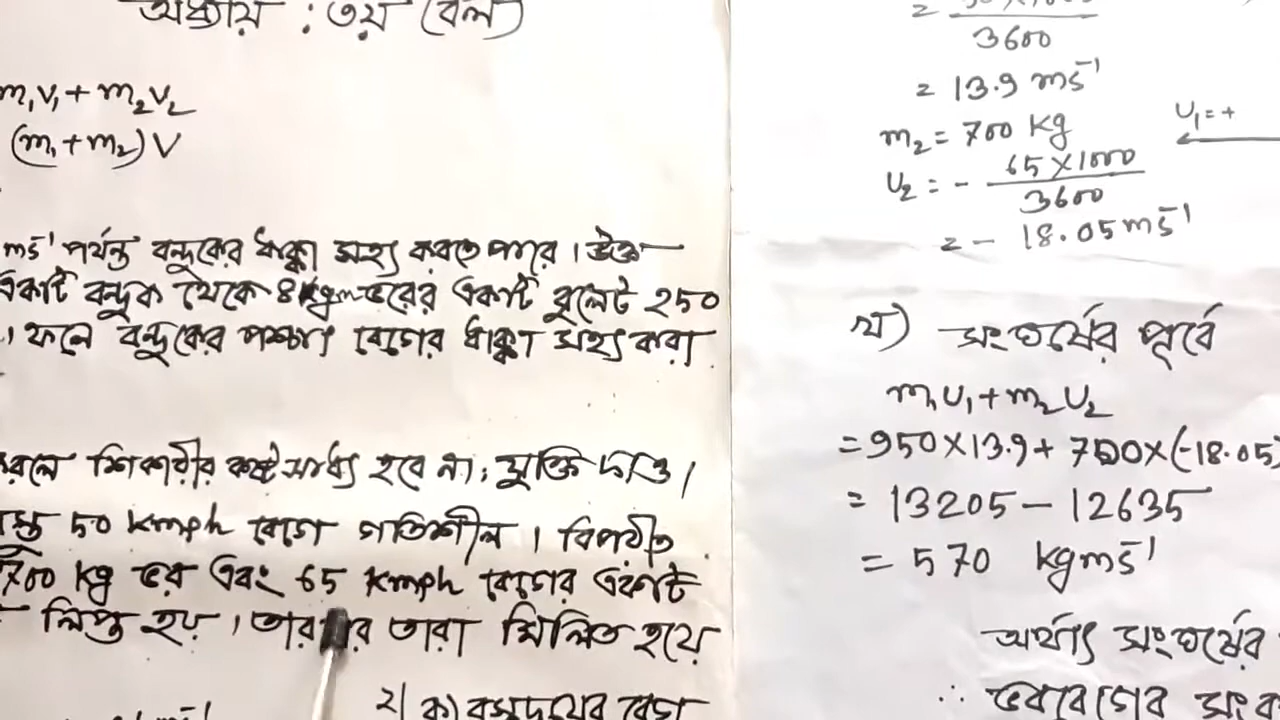 অধ্যায় : ৩য় (বল)
m₁v₁ + m₂v₂
(m₁+m₂)V
ms⁻¹ পর্যন্ত বন্দুকের ধাক্কা সহ্য করতে পারে। উক্ত
একটি বন্দুক থেকে ভরের একটি বুলেট ২৫০
। ফলে বন্দুকের পশ্চাৎ বেগের ধাক্কা সহ্য করা
করলে শিকারীর কষ্টসাধ্য হবে না; যুক্তি দাও।
50 kmph বেগে গতিশীল। বিপরীত
700 kg ভর এবং 65 kmph বেগের একটি
লিপ্ত হয়। তারা মিলিত হয়ে
২। ক) বস্তুদ্বয়ের বেগ
3600
= 13.9 ms⁻¹
m₂ = 700 kg
U₁ = +
U₂ = - 65×1000
3600
= - 18.05 ms⁻¹
খ) সংঘর্ষের পূর্বে
m₁U₁ + m₂U₂
= 950×13.9 + 700×(-18.05)
= 13205 - 12635
= 570 kgms⁻¹
অর্থাৎ সংঘর্ষের
∴ ভরবেগের